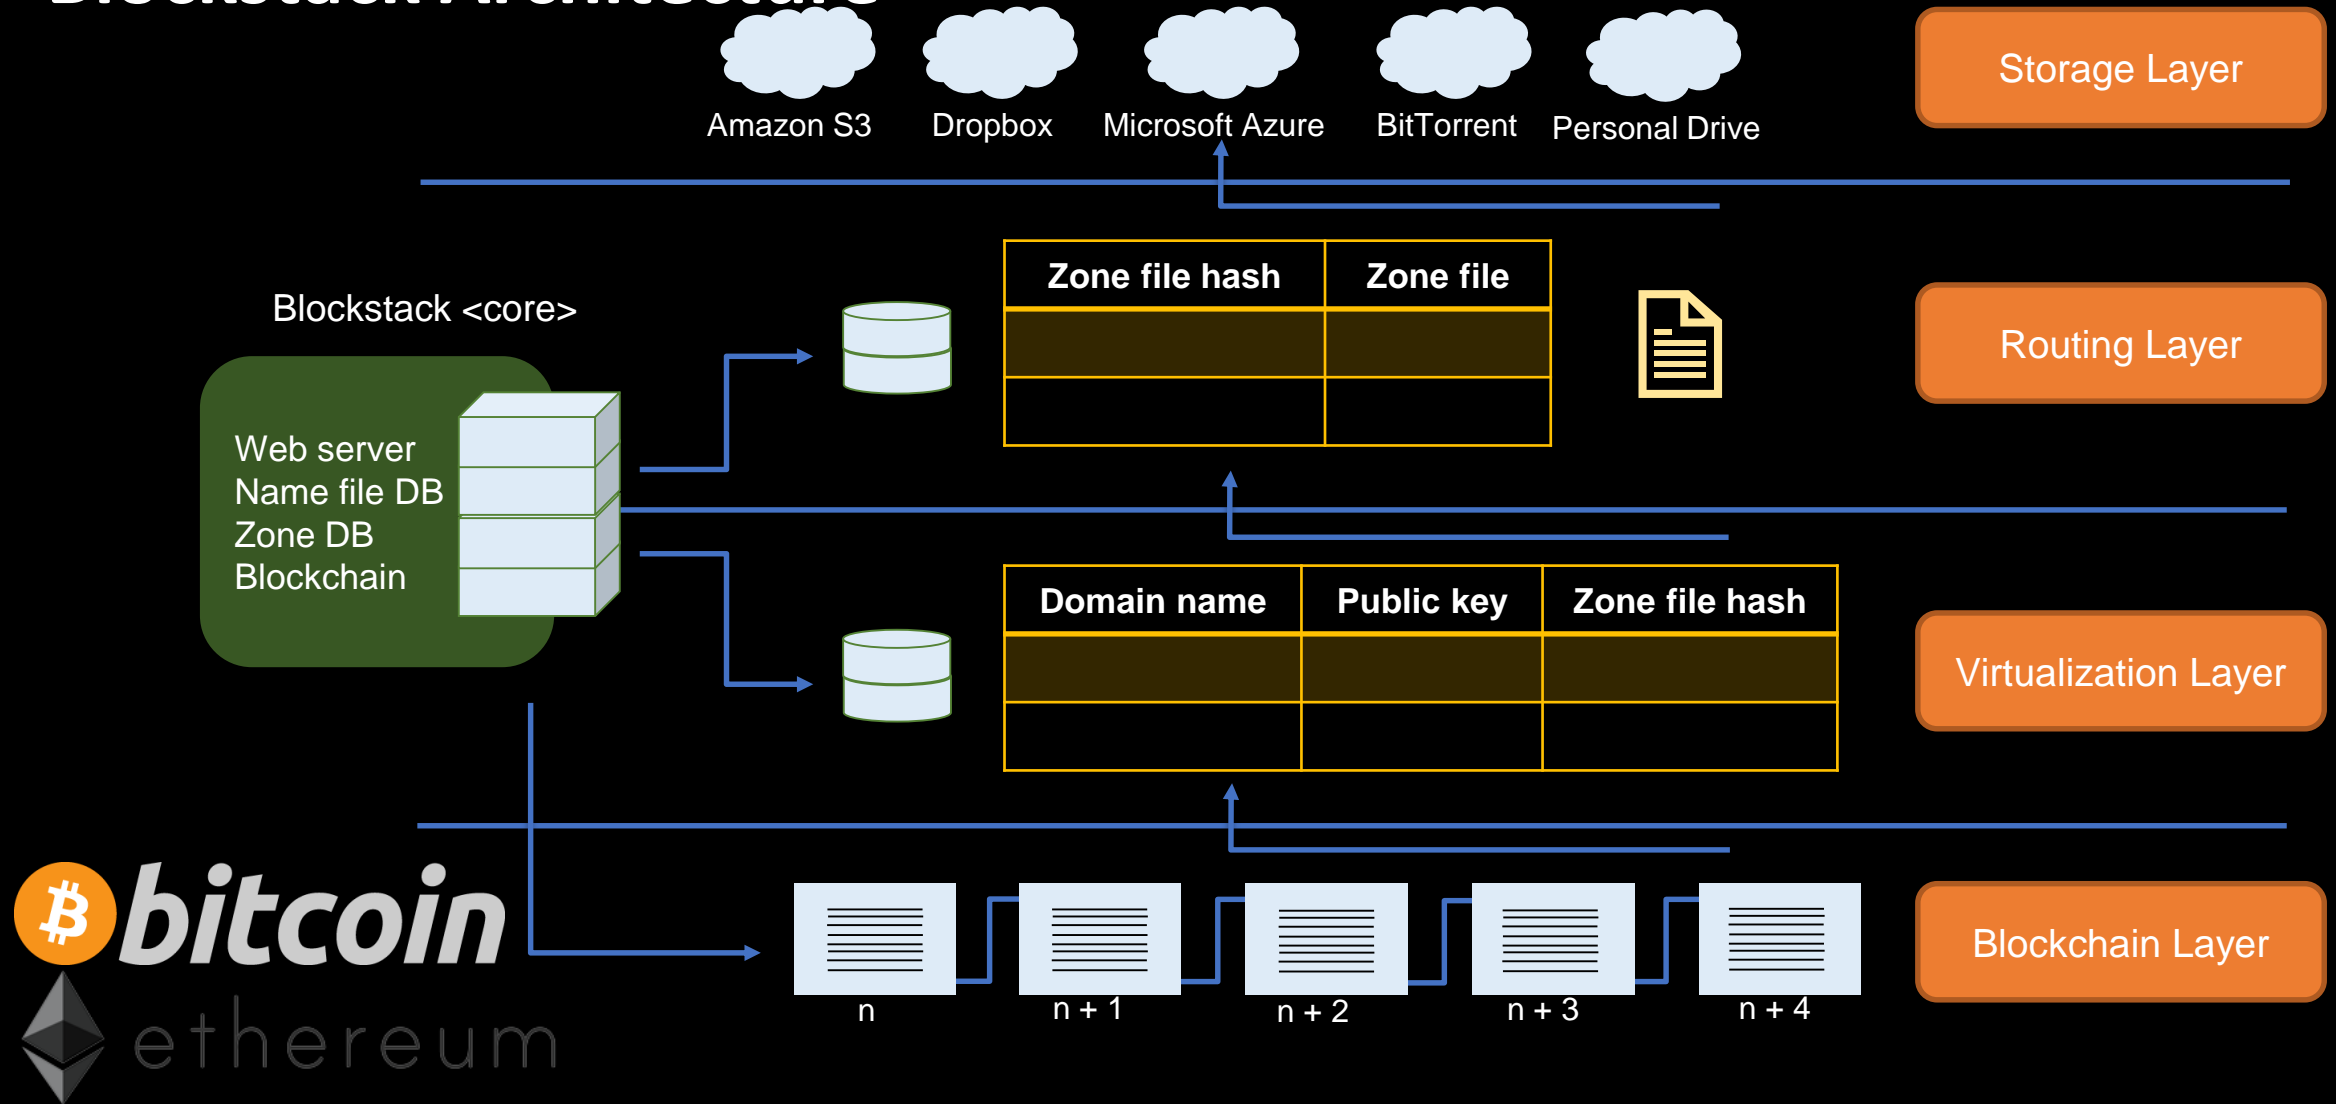 Blockstack Architecture
Amazon S3
Dropbox
Microsoft Azure
BitTorrent
Personal Drive
Storage Layer
Blockstack <core>
Web server
Name file DB
Zone DB
Blockchain
Zone file hash
Zone file
Routing Layer
Domain name
Public key
Zone file hash
Virtualization Layer
bitcoin
ethereum
n
n + 1
n + 2
n + 3
n + 4
Blockchain Layer